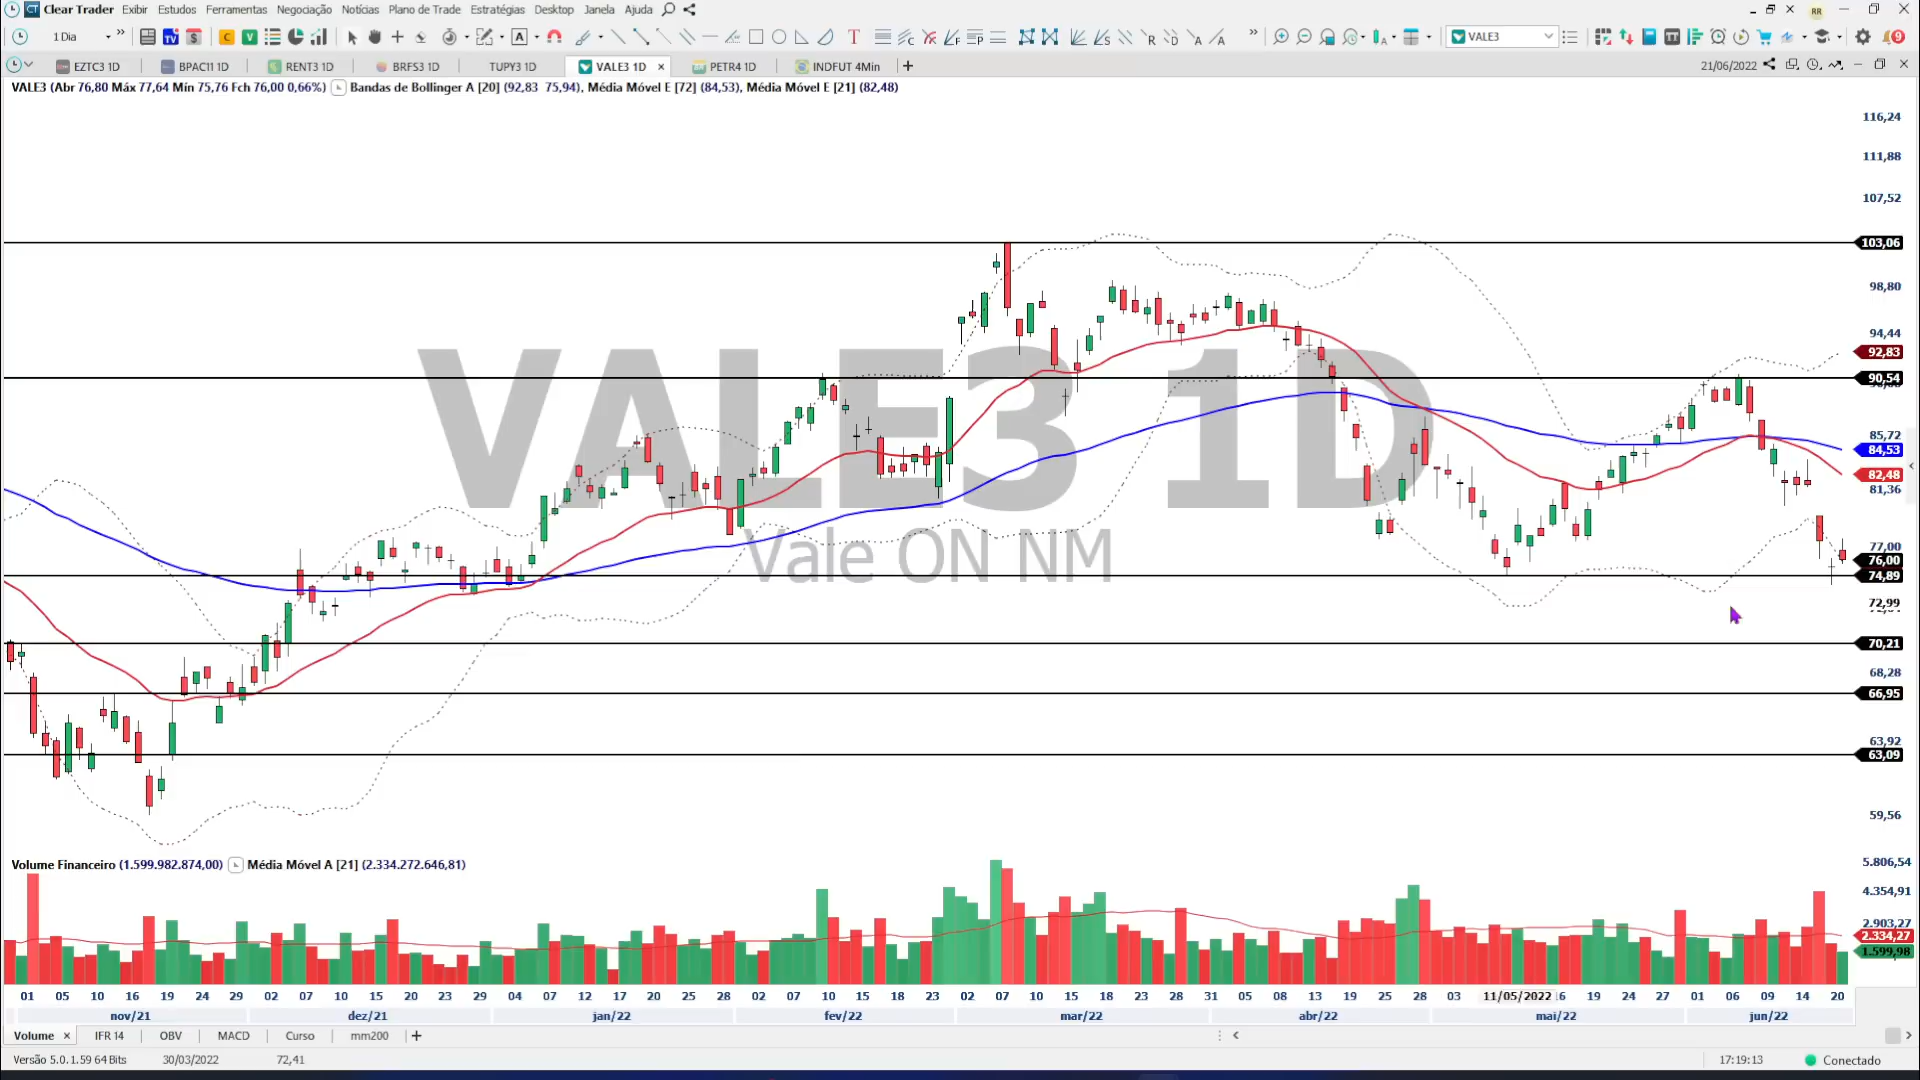 Clear Trader Exibir Estudos Ferramentas Negociação Notícias Plano de Trade Estratégias Desktop Janela Ajuda RR
1 Dia VALE3 9
EZTC3 1D BPAC11 1D RENT3 1D BRFS3 1D TUPY3 1D VALE3 1D PETR4 1D INDFUT 4Min 21/06/2022
VALE3 (Abr 76,80 Máx 77,64 Mín 75,76 Fch 76,00 0,66%) Bandas de Bollinger A [20] (92,83 75,94), Média Móvel E [72] (84,53), Média Móvel E [21] (82,48)
116,24
111,88
107,52
103,06
98,80
94,44
92,83
90,54
85,72
84,53
82,48
81,36
77,00
76,00
74,89
72,99
70,21
68,28
66,95
63,92
63,09
59,56
VALE3 1D
Vale ON NM
Volume Financeiro (1.599.982.874,00) Média Móvel A [21] (2.334.272.646,81)
5.806,54
4.354,91
2.903,27
2.334,27
1.599,98
01 05 10 16 19 24 29 02 07 10 15 20 23 29 04 07 12 17 20 25 28 02 07 10 15 18 23 02 07 10 15 18 23 28 31 05 08 13 19 25 28 03 11/05/2022 16 19 24 27 01 06 09 14 20
nov/21 dez/21 jan/22 fev/22 mar/22 abr/22 mai/22 jun/22
Volume IFR 14 OBV MACD Curso mm200
Versão 5.0.1.59 64 Bits 30/03/2022 72,41 17:19:13 Conectado